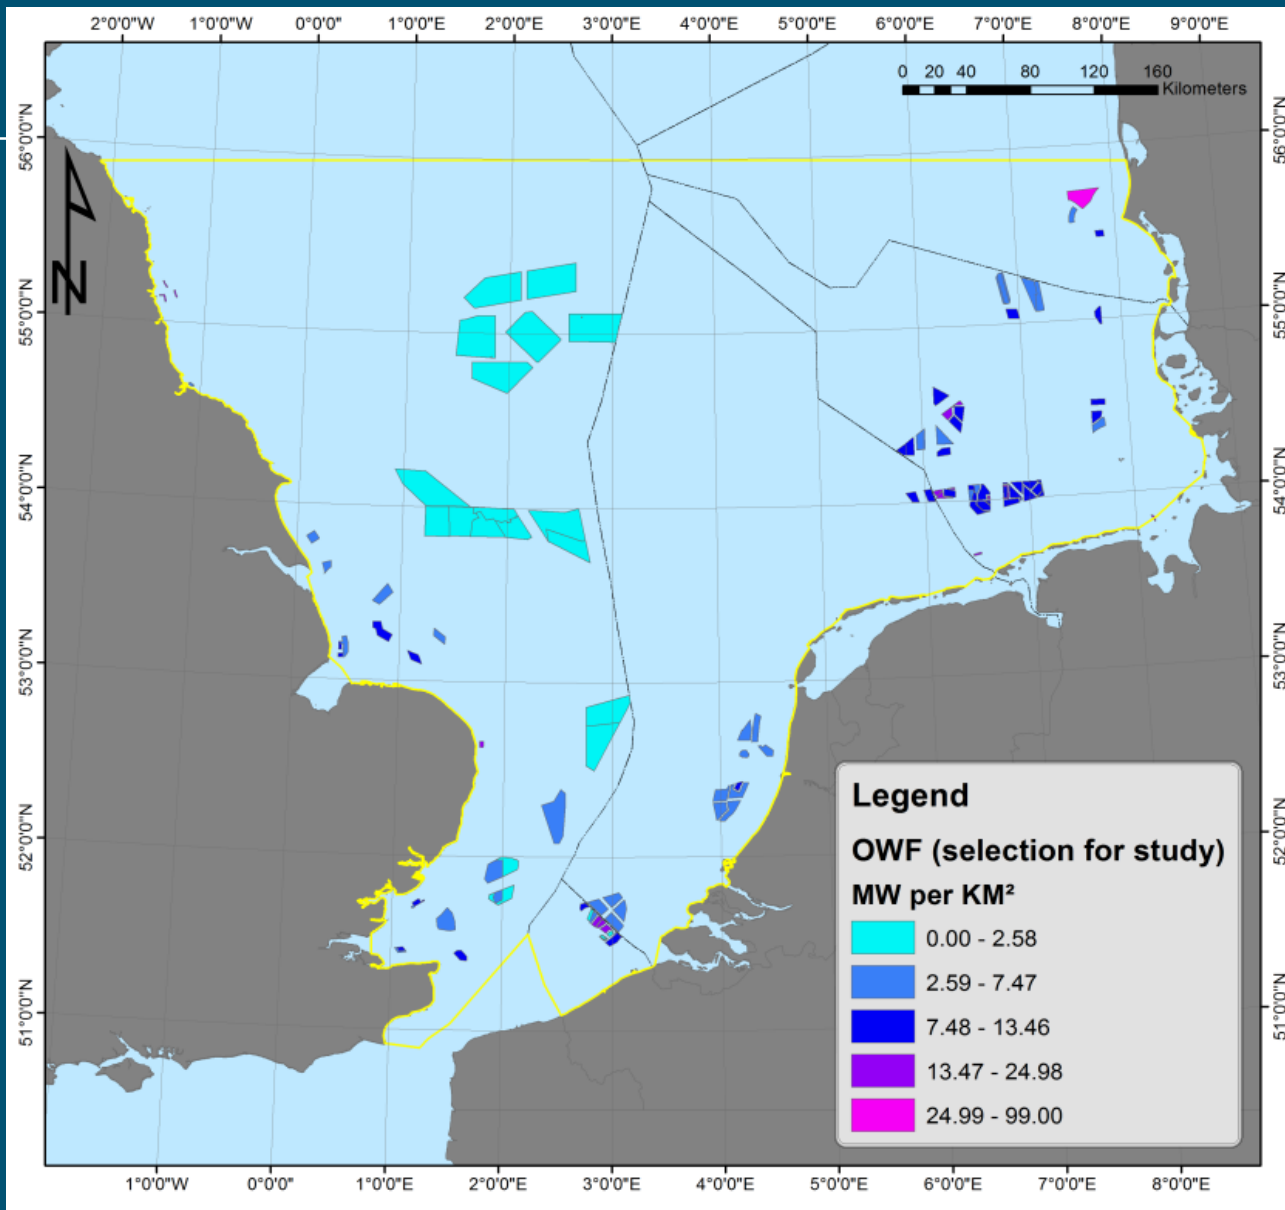 2°0'0"W 1°0'0"W 0°0'0" 1°0'0"E 2°0'0"E 3°0'0"E 4°0'0"E 5°0'0"E 6°0'0"E 7°0'0"E 8°0'0"E 9°0'0"E
0 20 40 80 120 160
Kilometers
56°0'0"N
55°0'0"N
54°0'0"N
53°0'0"N
52°0'0"N
51°0'0"N
N
56°0'0"N
55°0'0"N
54°0'0"N
53°0'0"N
52°0'0"N
51°0'0"N
Legend
OWF (selection for study)
MW per KM²
0.00 - 2.58
2.59 - 7.47
7.48 - 13.46
13.47 - 24.98
24.99 - 99.00
1°0'0"W 0°0'0" 1°0'0"E 2°0'0"E 3°0'0"E 4°0'0"E 5°0'0"E 6°0'0"E 7°0'0"E 8°0'0"E